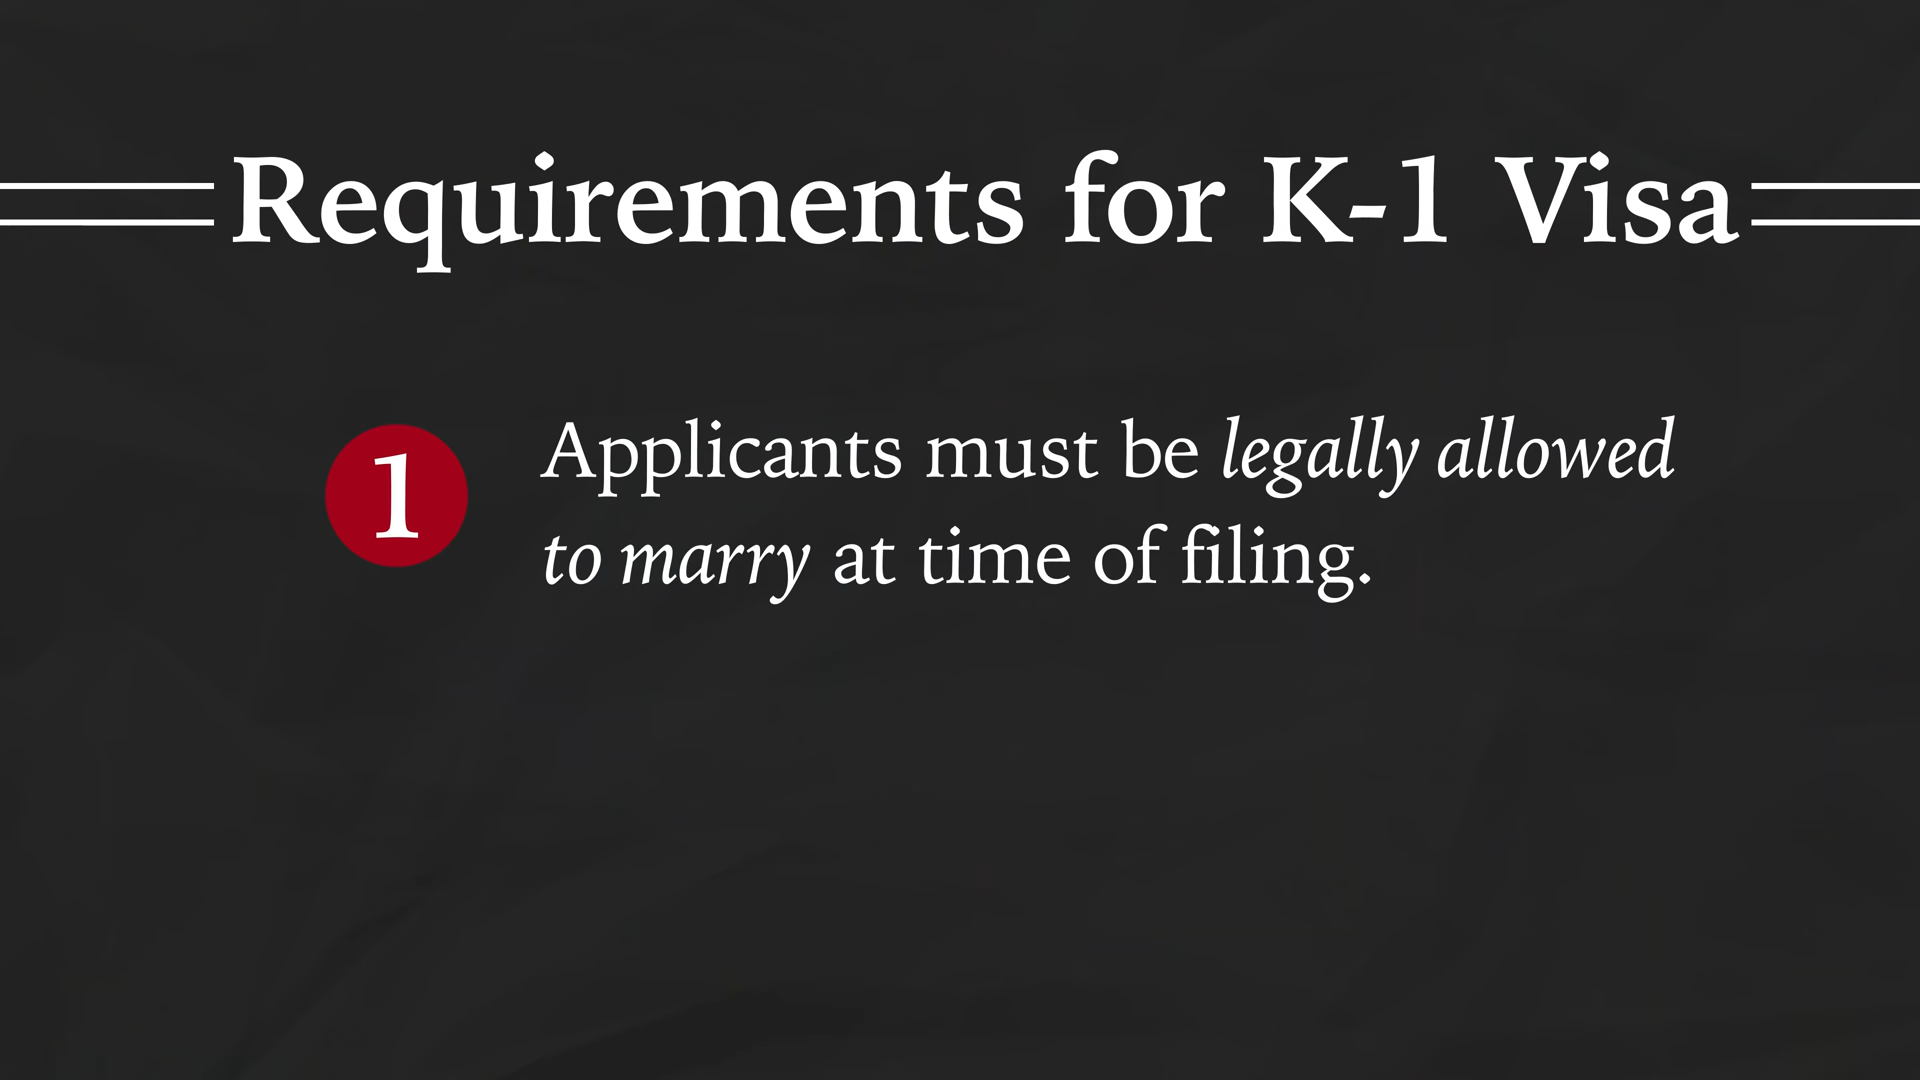 Requirements for K-1 Visa
1
Applicants must be legally allowed
to marry at time of filing.